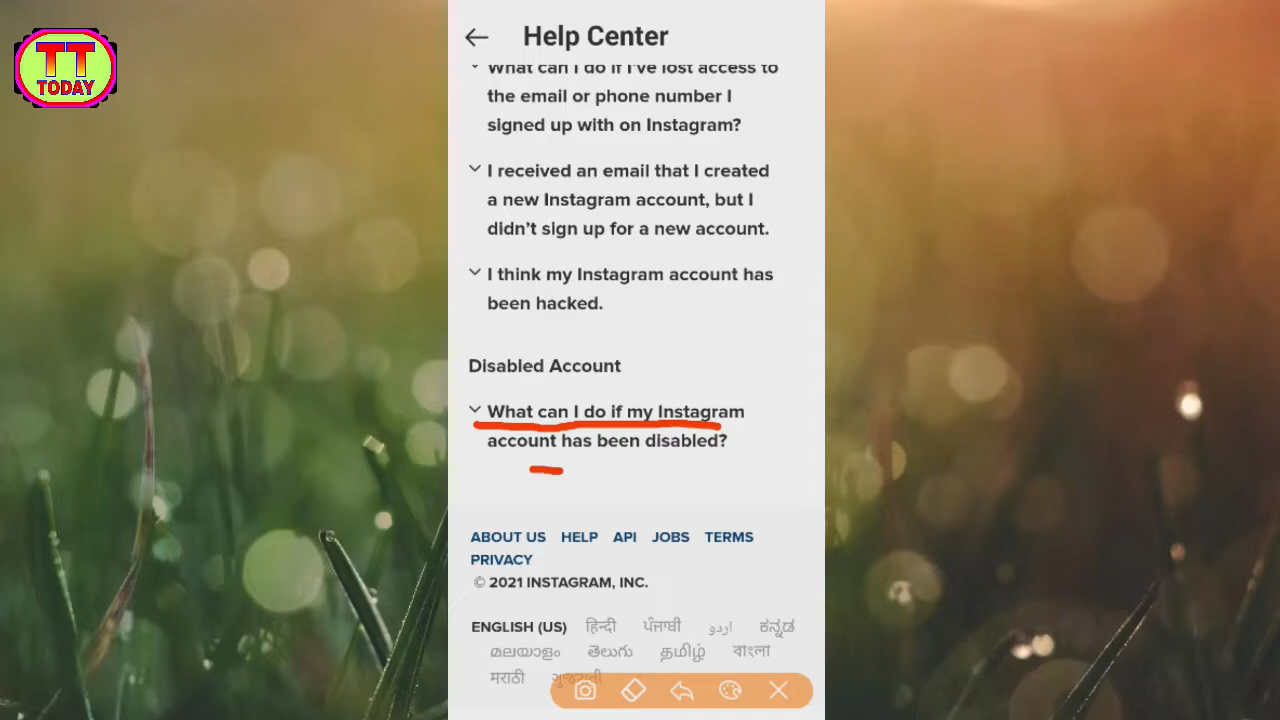 TT
TODAY
Help Center
What can I do if I've lost access to
the email or phone number I
signed up with on Instagram?
I received an email that I created
a new Instagram account, but I
didn't sign up for a new account.
I think my Instagram account has
been hacked.
Disabled Account
What can I do if my Instagram
account has been disabled?
ABOUT US HELP API JOBS TERMS
PRIVACY
© 2021 INSTAGRAM, INC.
ENGLISH (US) हिन्दी ਪੰਜਾਬੀ اردو ಕನ್ನಡ
മലയാളം తెలుగు தமிழ் বাংলা
मराठी ગુજરાતી